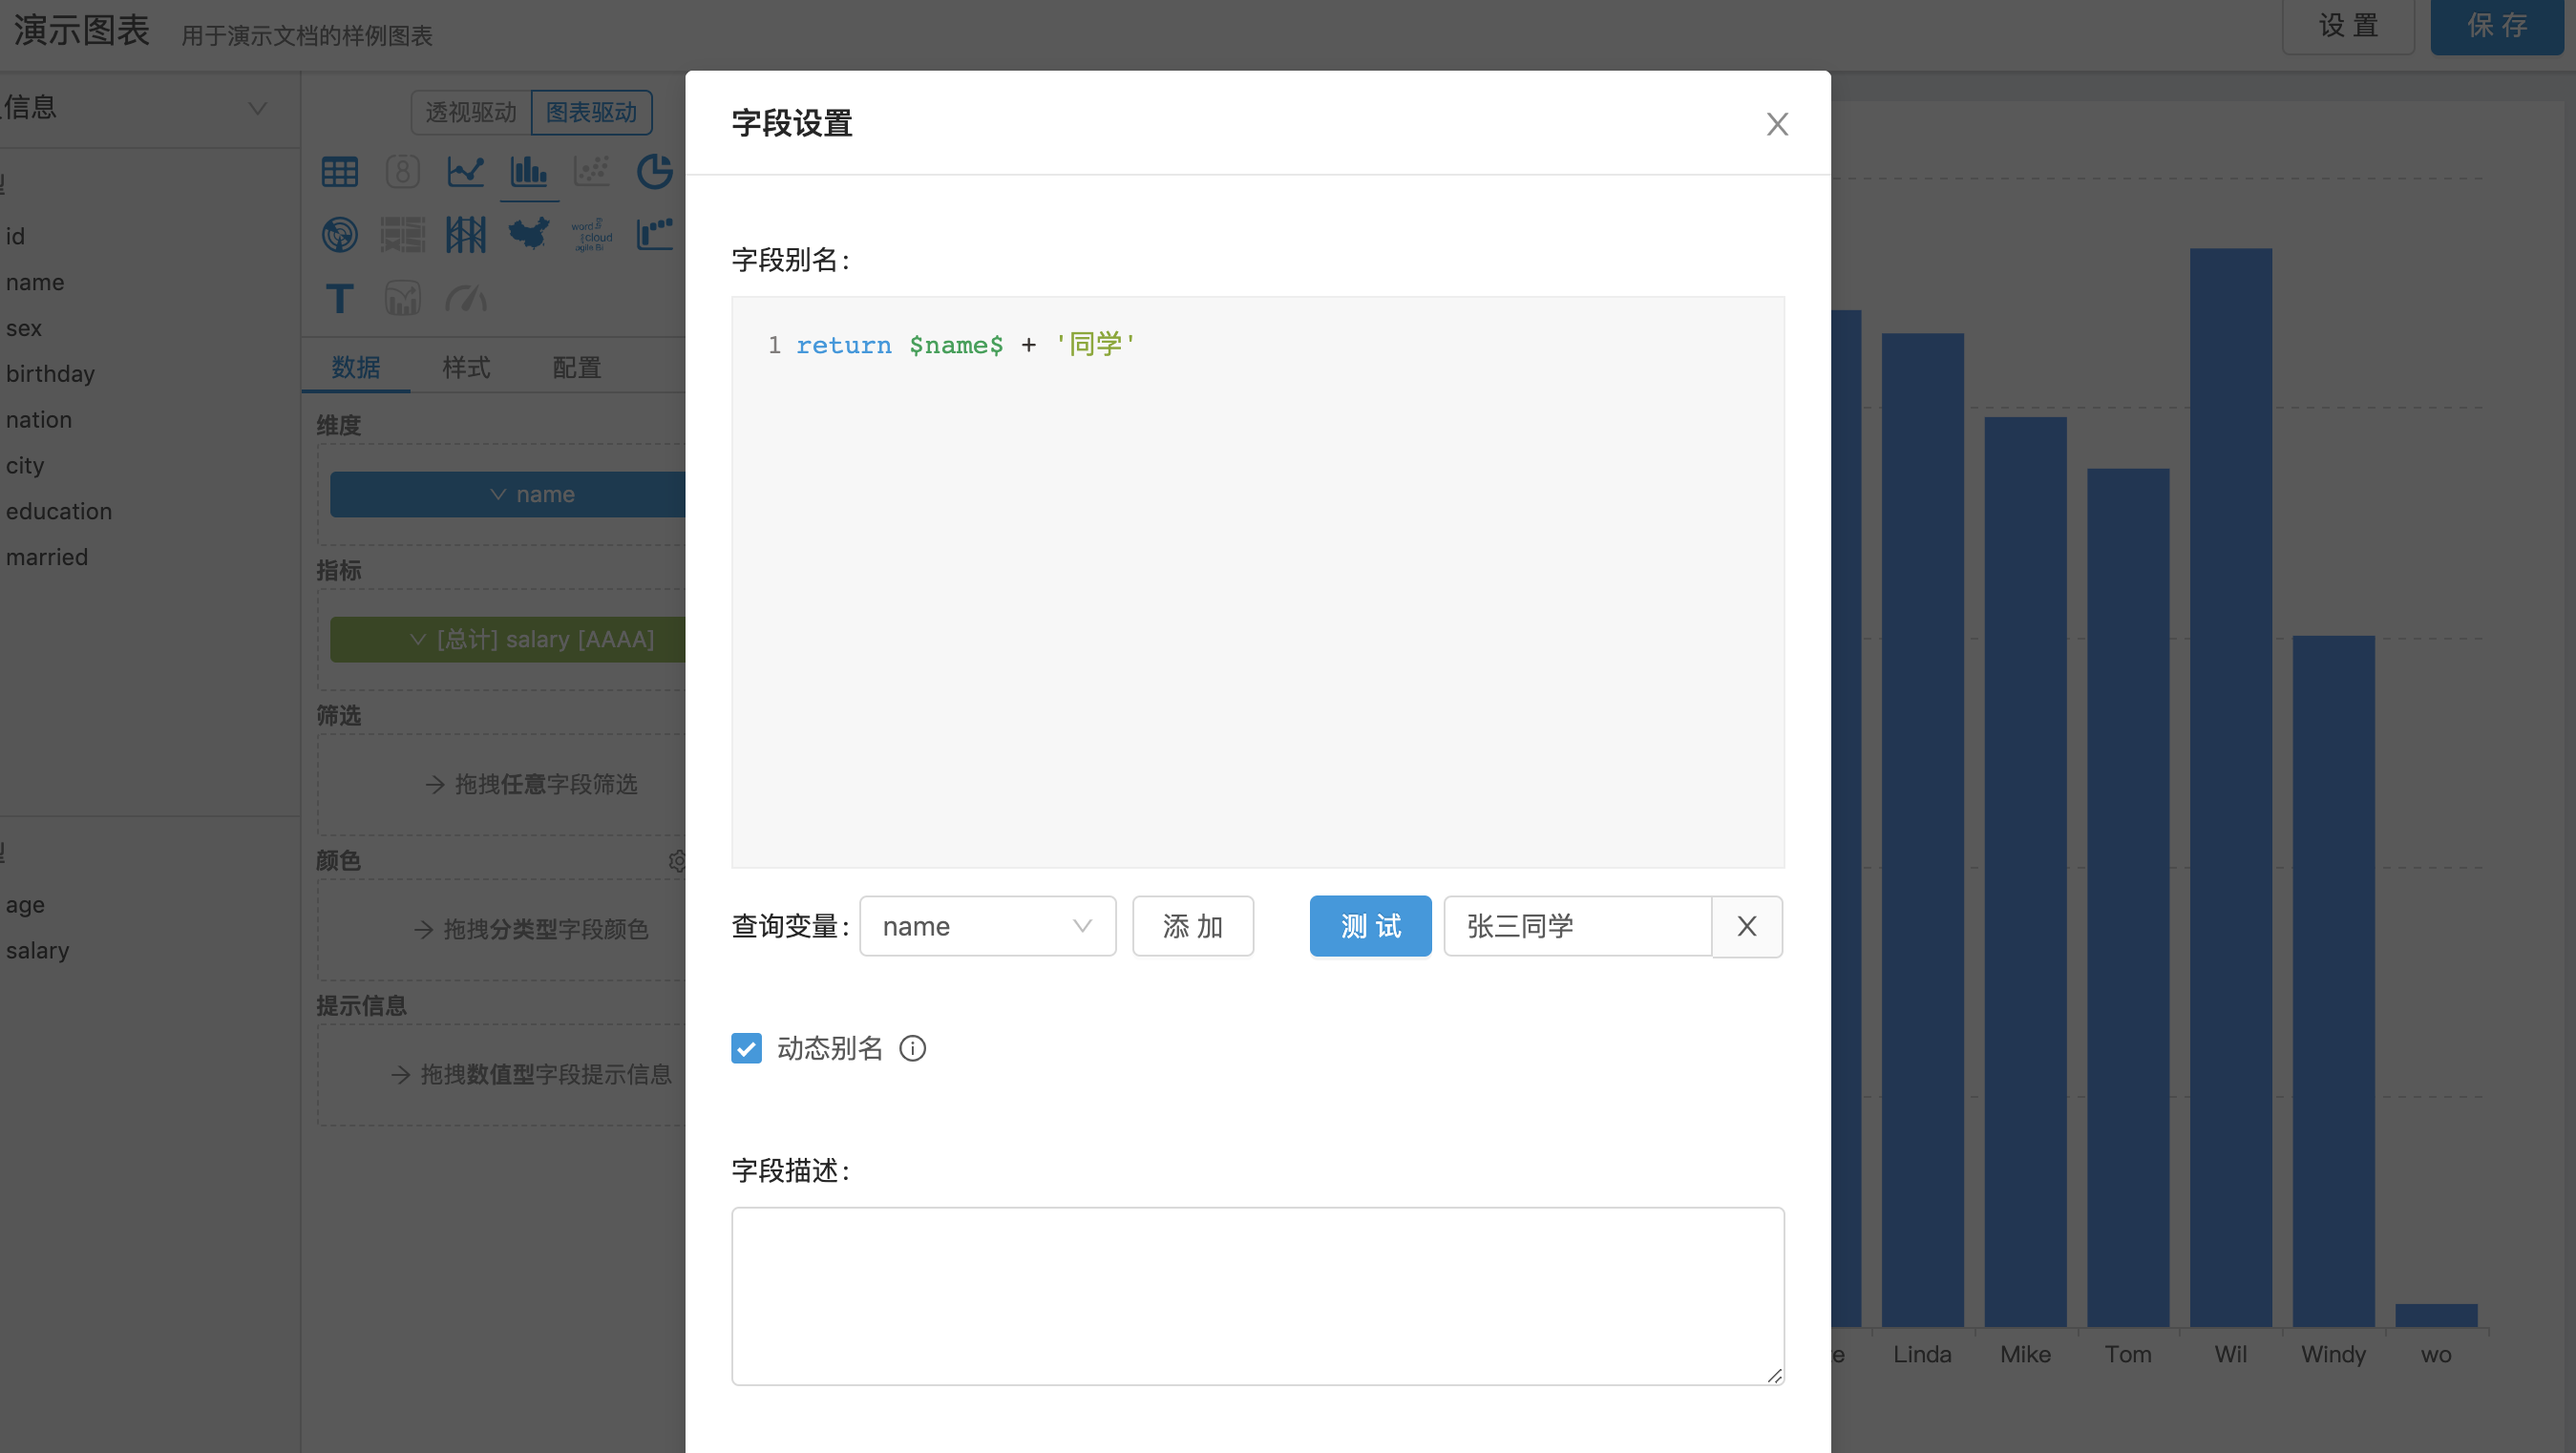 演示图表 用于演示文档的样例图表
设 置 保 存
信息
透视驱动 图表驱动
id
name
sex
birthday
nation
city
education
married
age
salary
8
word
cloud
agile BI
T
数据 样式 配置
维度
name
指标
[总计] salary [AAAA]
筛选
拖拽任意字段筛选
颜色
拖拽分类型字段颜色
提示信息
拖拽数值型字段提示信息
字段设置
字段别名:
1 return $name$ + '同学'
查询变量: name 添 加 测 试 张三同学 X
动态别名
字段描述:
e Linda Mike Tom Wil Windy wo